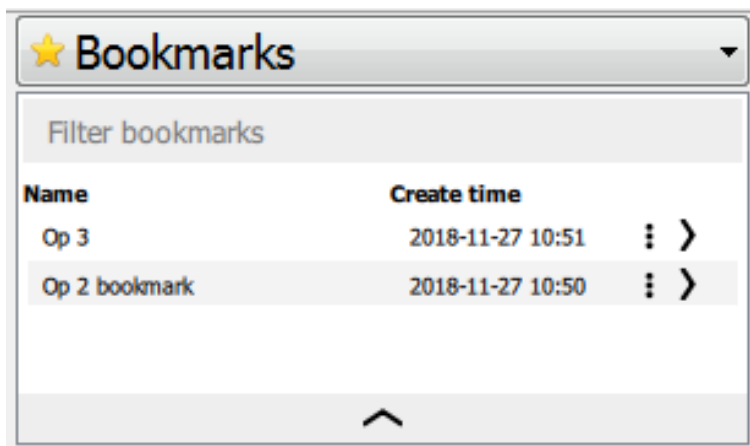 Bookmarks
Filter bookmarks
Name Create time
Op 3 2018-11-27 10:51
Op 2 bookmark 2018-11-27 10:50